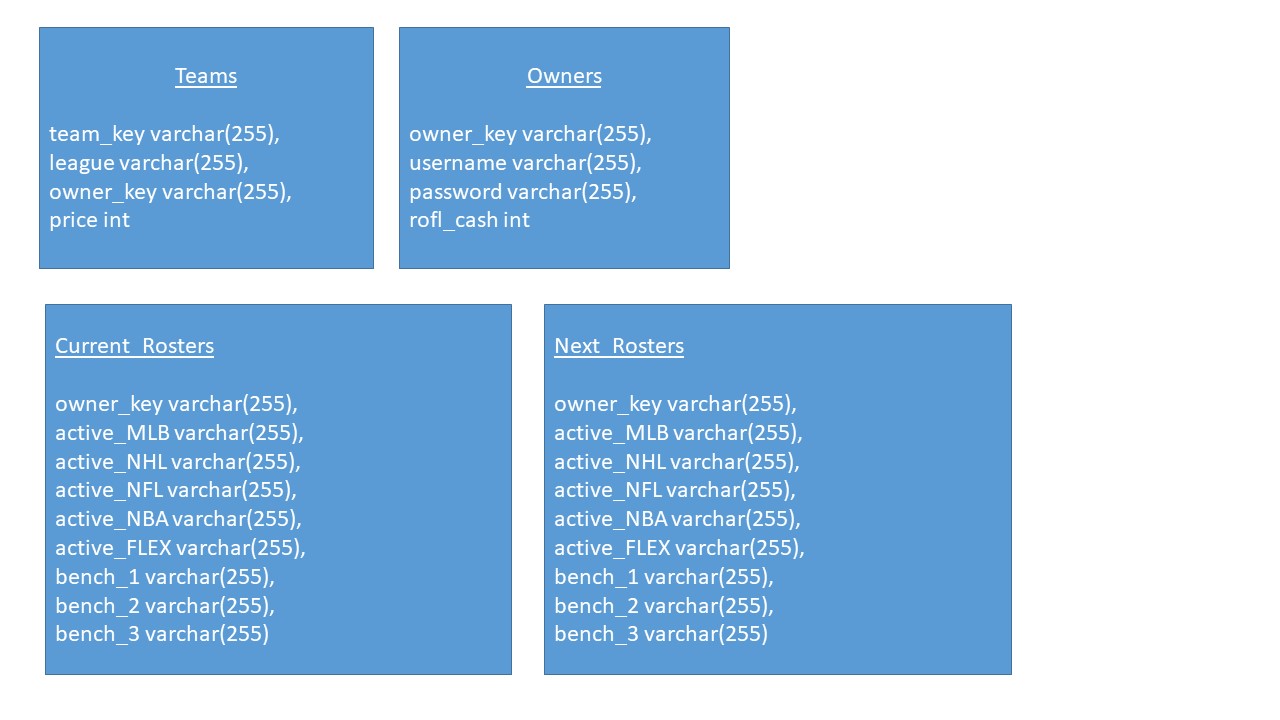 Teams
team_key varchar(255),
league varchar(255),
owner_key varchar(255),
price int
Owners
owner_key varchar(255),
username varchar(255),
password varchar(255),
rofl_cash int
Current_Rosters
owner_key varchar(255),
active_MLB varchar(255),
active_NHL varchar(255),
active_NFL varchar(255),
active_NBA varchar(255),
active_FLEX varchar(255),
bench_1 varchar(255),
bench_2 varchar(255),
bench_3 varchar(255)
Next_Rosters
owner_key varchar(255),
active_MLB varchar(255),
active_NHL varchar(255),
active_NFL varchar(255),
active_NBA varchar(255),
active_FLEX varchar(255),
bench_1 varchar(255),
bench_2 varchar(255),
bench_3 varchar(255)